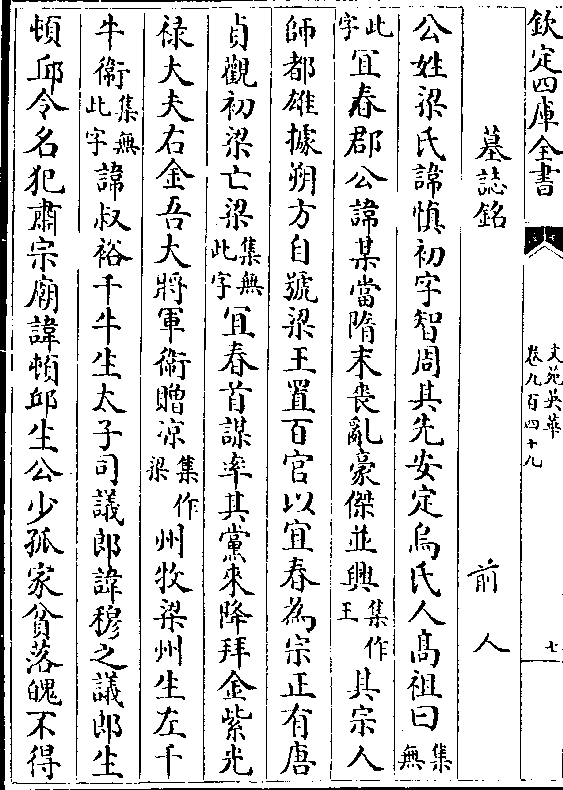 欽定四庫全書
文苑英華
卷九百四十九
七
墓誌銘
前人
公姓梁氏諱慎初字智周其先安定烏氏人高祖曰集無
此字宜春郡公諱某當隋末喪亂豪傑並興集作王其宗人
師都雄據朔方自號梁王置百官以宜春為宗正有唐
貞觀初梁亡梁集無此字宜春首謀率其黨來降拜金紫光
禄大夫右金吾大將軍衛贈凉集作梁州牧梁州生左千
牛衛集無此字諱叔裕千牛生太子司議郎諱穆之議郎生
頓邱令名犯肅宗廟諱頓邱生公少孤家貧落魄不得